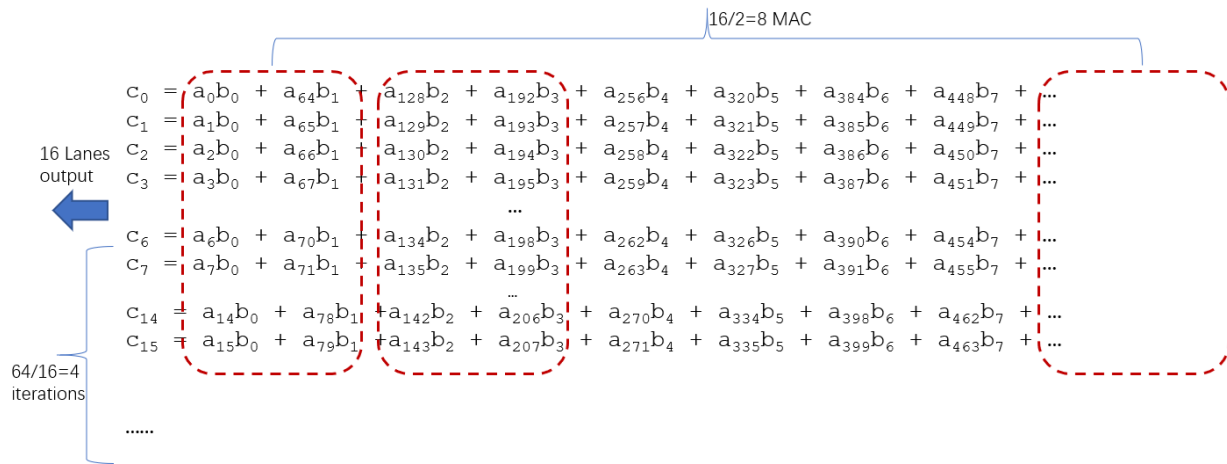 16/2=8 MAC
c₀ = a₀b₀ + a₆₄b₁ + a₁₂₈b₂ + a₁₉₂b₃ + a₂₅₆b₄ + a₃₂₀b₅ + a₃₈₄b₆ + a₄₄₈b₇ + …
c₁ = a₁b₀ + a₆₅b₁ + a₁₂₉b₂ + a₁₉₃b₃ + a₂₅₇b₄ + a₃₂₁b₅ + a₃₈₅b₆ + a₄₄₉b₇ + …
c₂ = a₂b₀ + a₆₆b₁ + a₁₃₀b₂ + a₁₉₄b₃ + a₂₅₈b₄ + a₃₂₂b₅ + a₃₈₆b₆ + a₄₅₀b₇ + …
c₃ = a₃b₀ + a₆₇b₁ + a₁₃₁b₂ + a₁₉₅b₃ + a₂₅₉b₄ + a₃₂₃b₅ + a₃₈₇b₆ + a₄₅₁b₇ + …
16 Lanes
output
…
c₆ = a₆b₀ + a₇₀b₁ + a₁₃₄b₂ + a₁₉₈b₃ + a₂₆₂b₄ + a₃₂₆b₅ + a₃₉₀b₆ + a₄₅₄b₇ + …
c₇ = a₇b₀ + a₇₁b₁ + a₁₃₅b₂ + a₁₉₉b₃ + a₂₆₃b₄ + a₃₂₇b₅ + a₃₉₁b₆ + a₄₅₅b₇ + …
…
c₁₄ = a₁₄b₀ + a₇₈b₁ +a₁₄₂b₂ + a₂₀₆b₃ + a₂₇₀b₄ + a₃₃₄b₅ + a₃₉₈b₆ + a₄₆₂b₇ + …
c₁₅ = a₁₅b₀ + a₇₉b₁ +a₁₄₃b₂ + a₂₀₇b₃ + a₂₇₁b₄ + a₃₃₅b₅ + a₃₉₉b₆ + a₄₆₃b₇ + …
64/16=4
iterations
……